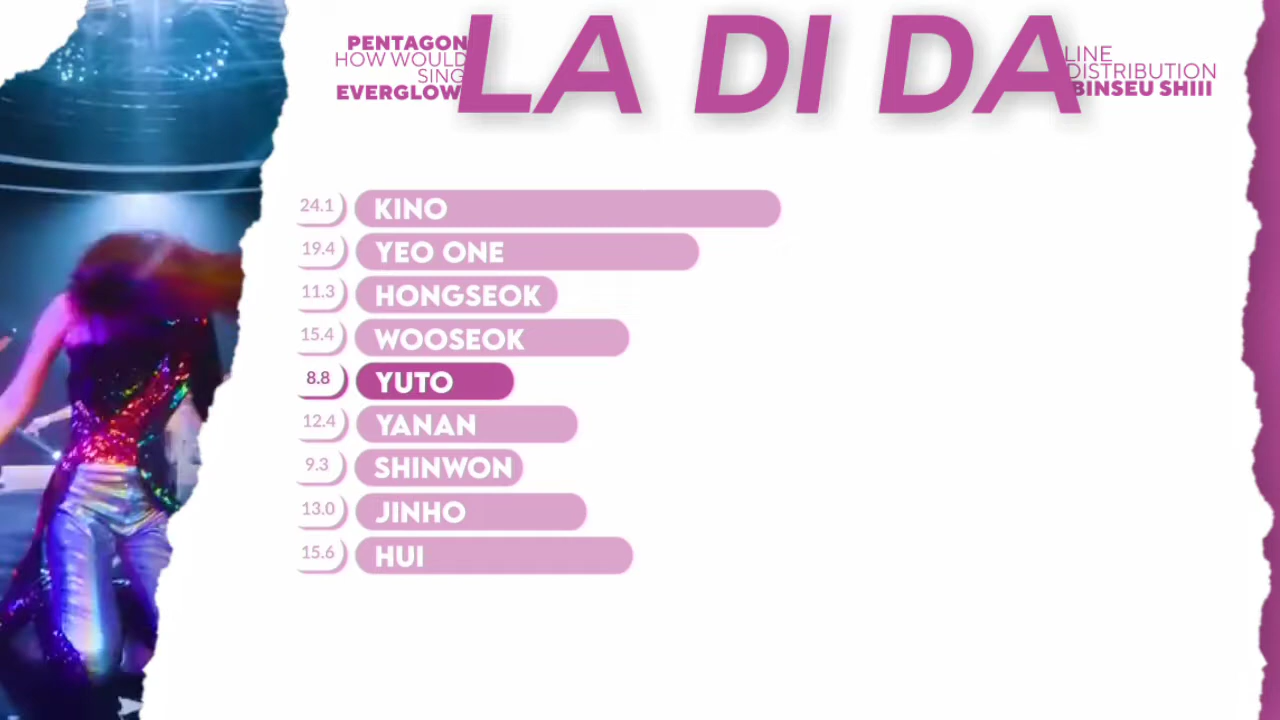 PENTAGON
HOW WOULD
SING
EVERGLOW
LA DI DA
LINE
DISTRIBUTION
BINSEU SHIII
24.1 KINO
19.4 YEO ONE
11.3 HONGSEOK
15.4 WOOSEOK
8.8 YUTO
12.4 YANAN
9.3 SHINWON
13.0 JINHO
15.6 HUI